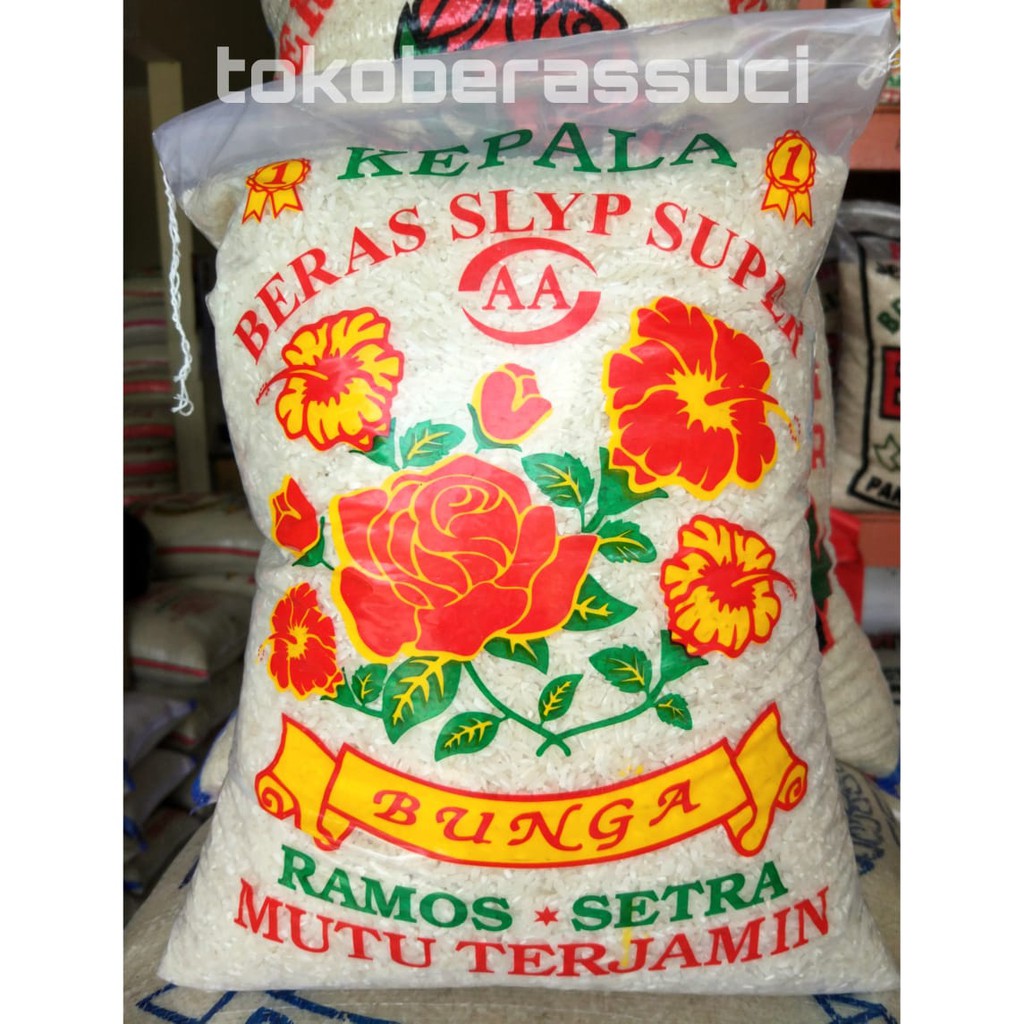 tokoberassuci
KEPALA
1
1
BERAS SLYP SUPER
AA
BUNGA
RAMOS * SETRA
MUTU TERJAMIN